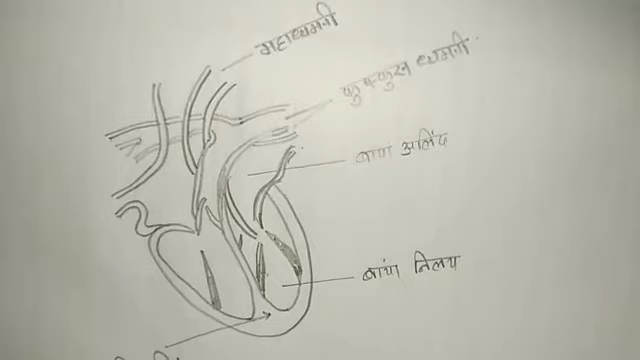 महाधमनी
फुफ्फुस धमनी
बायां अलिंद
बायां निलय